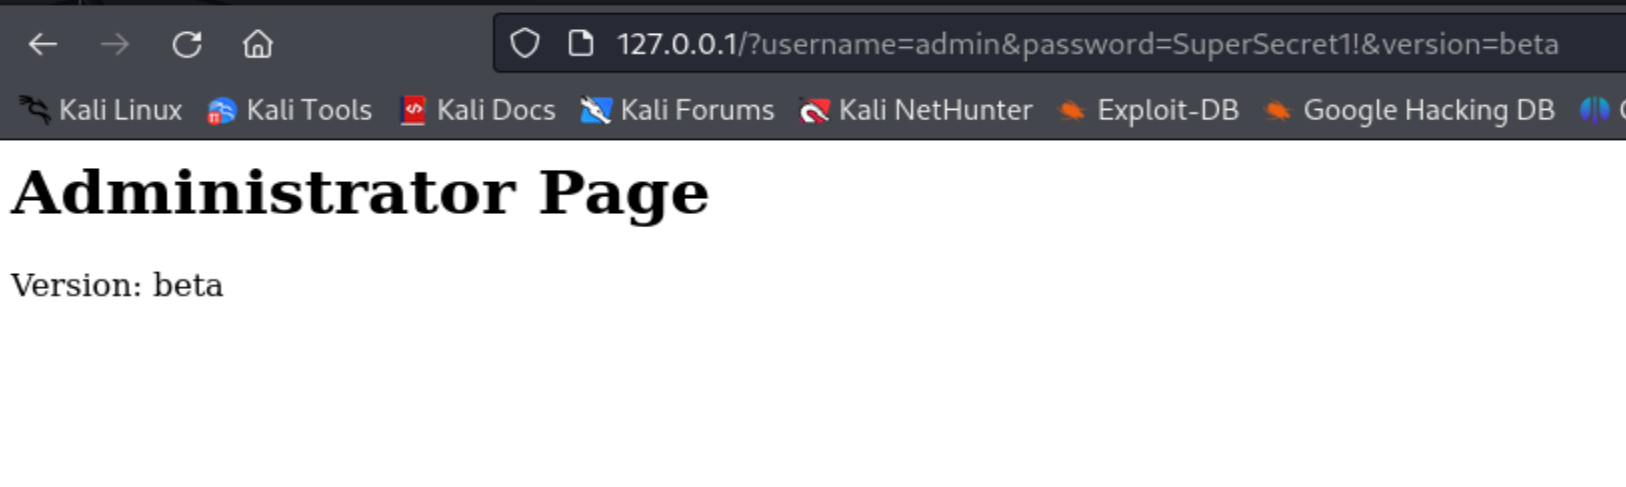 127.0.0.1/?username=admin&password=SuperSecret1!&version=beta
Kali Linux Kali Tools Kali Docs Kali Forums Kali NetHunter Exploit-DB Google Hacking DB
Administrator Page
Version: beta